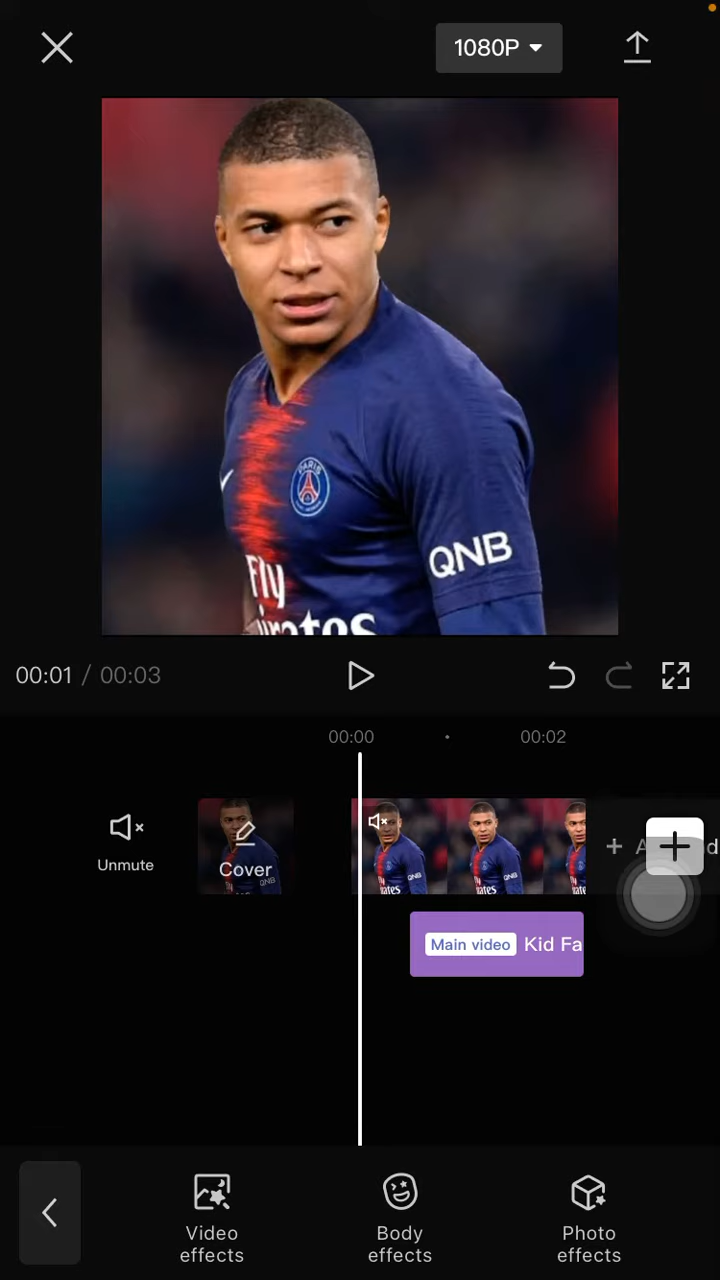 1080P
PARIS
QNB
Fly
00:01 / 00:03
00:00
00:02
Unmute
Cover
Main video Kid Fa
Video
effects
Body
effects
Photo
effects